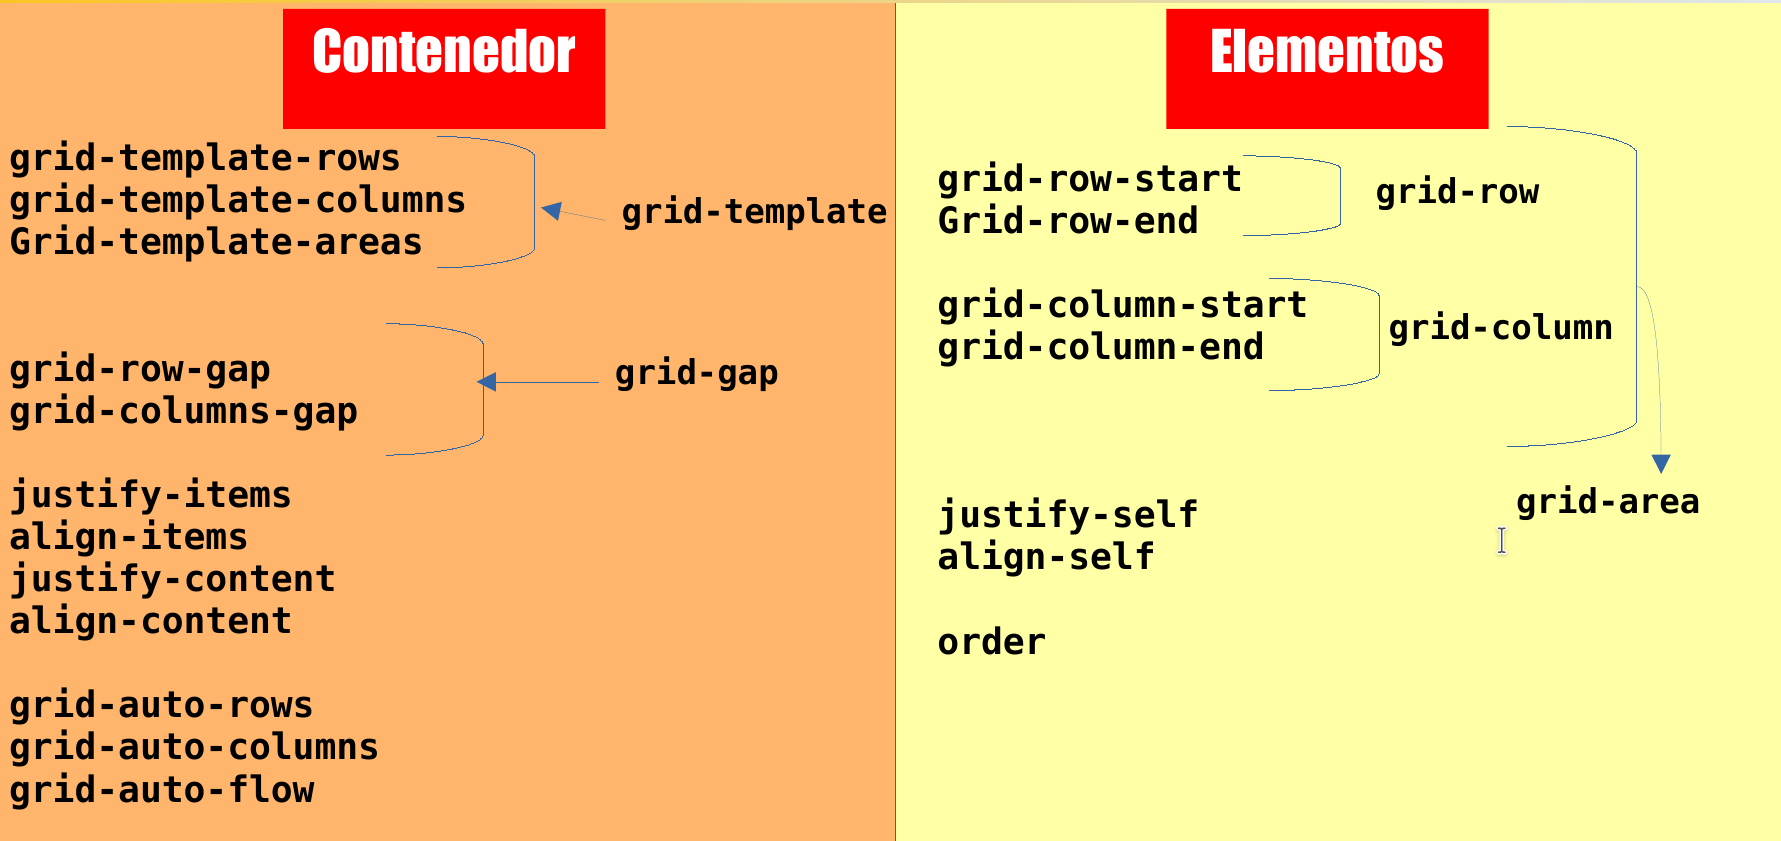 Contenedor
grid-template-rows
grid-template-columns
Grid-template-areas
grid-template
grid-row-gap
grid-columns-gap
grid-gap
justify-items
align-items
justify-content
align-content
grid-auto-rows
grid-auto-columns
grid-auto-flow
Elementos
grid-row-start
Grid-row-end
grid-row
grid-column-start
grid-column-end
grid-column
grid-area
justify-self
align-self
order